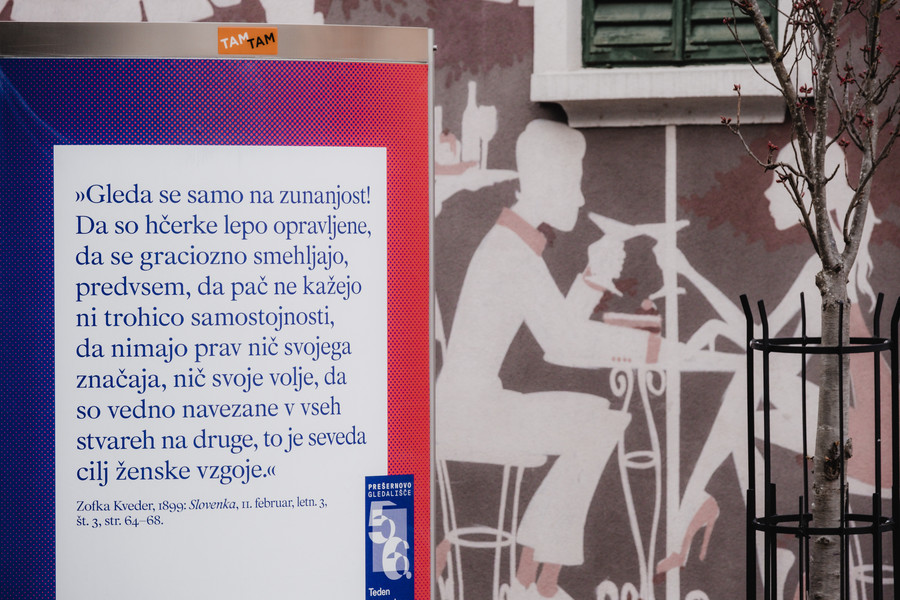 TAM TAM
»Gleda se samo na zunanjost!
Da so hčerke lepo opravljene,
da se graciozno smehljajo,
predvsem, da pač ne kažejo
ni trohico samostojnosti,
da nimajo prav nič svojega
značaja, nič svoje volje, da
so vedno navezane v vseh
stvareh na druge, to je seveda
cilj ženske vzgoje.«
Zofka Kveder, 1899: Slovenka, 11. februar, letn. 3,
št. 3, str. 64–68.
PREŠERNOVO
GLEDALIŠČE
56.
Teden